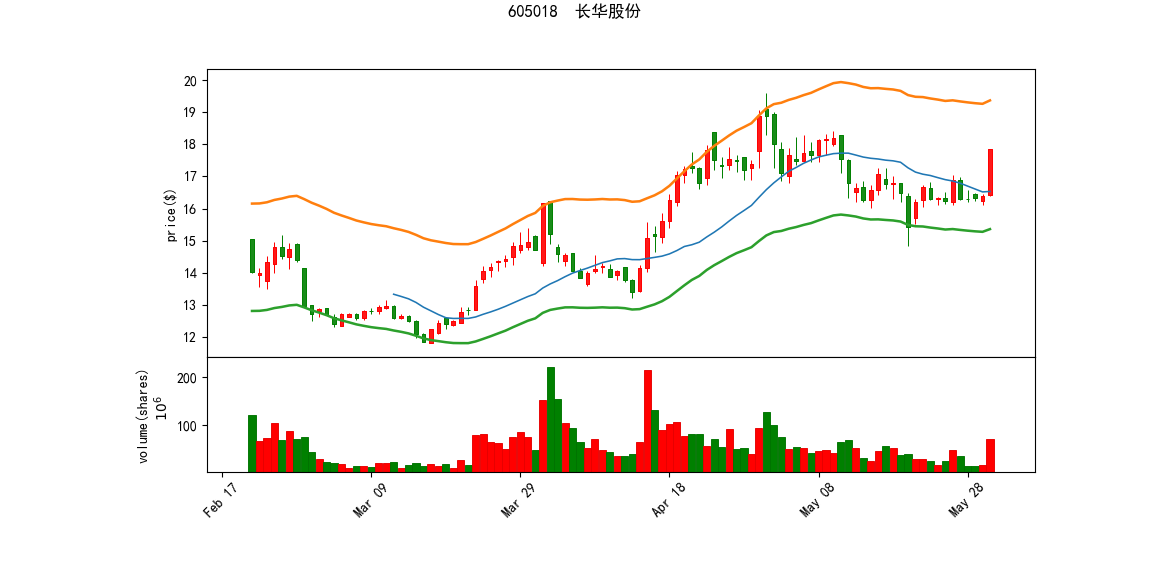 605018 长华股份
price($)
20
19
18
17
16
15
14
13
12
volume(shares)
10^6
200
100
Feb 17
Mar 09
Mar 29
Apr 18
May 08
May 28